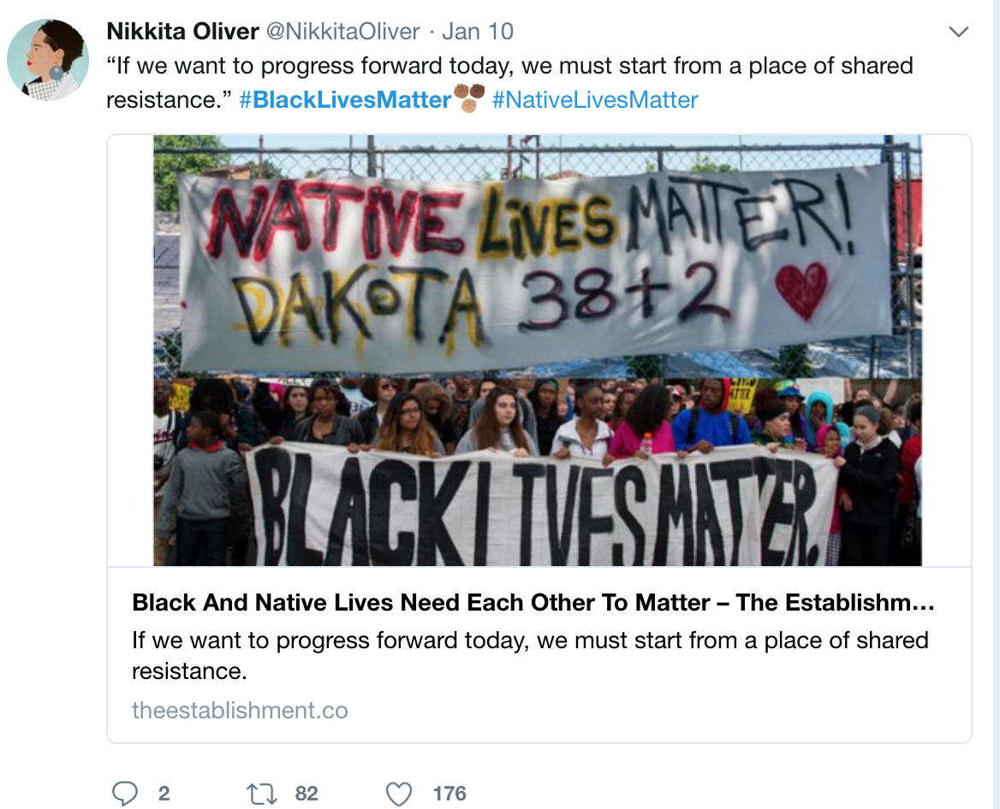 Nikkita Oliver @NikkitaOliver · Jan 10
“If we want to progress forward today, we must start from a place of shared
resistance.” #BlackLivesMatter✊🏽✊🏿✊🏼 #NativeLivesMatter
NATIVE LIVES MATTER!
DAKOTA 38+2 ♥
MATTER
BLACK LIVES MATTER.
Black And Native Lives Need Each Other To Matter – The Establishm...
If we want to progress forward today, we must start from a place of shared
resistance.
theestablishment.co
2 82 176